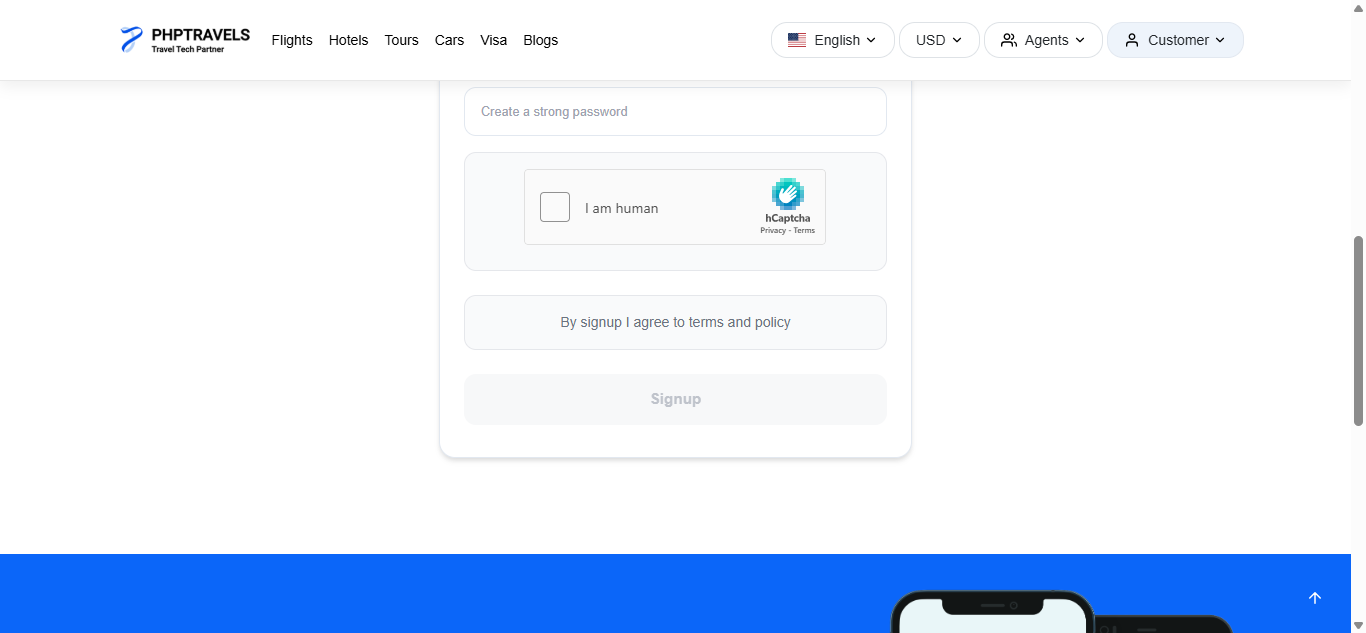 PHPTRAVELS
Travel Tech Partner
Flights Hotels Tours Cars Visa Blogs
English USD Agents Customer
Create a strong password
I am human
hCaptcha
Privacy - Terms
By signup I agree to terms and policy
Signup